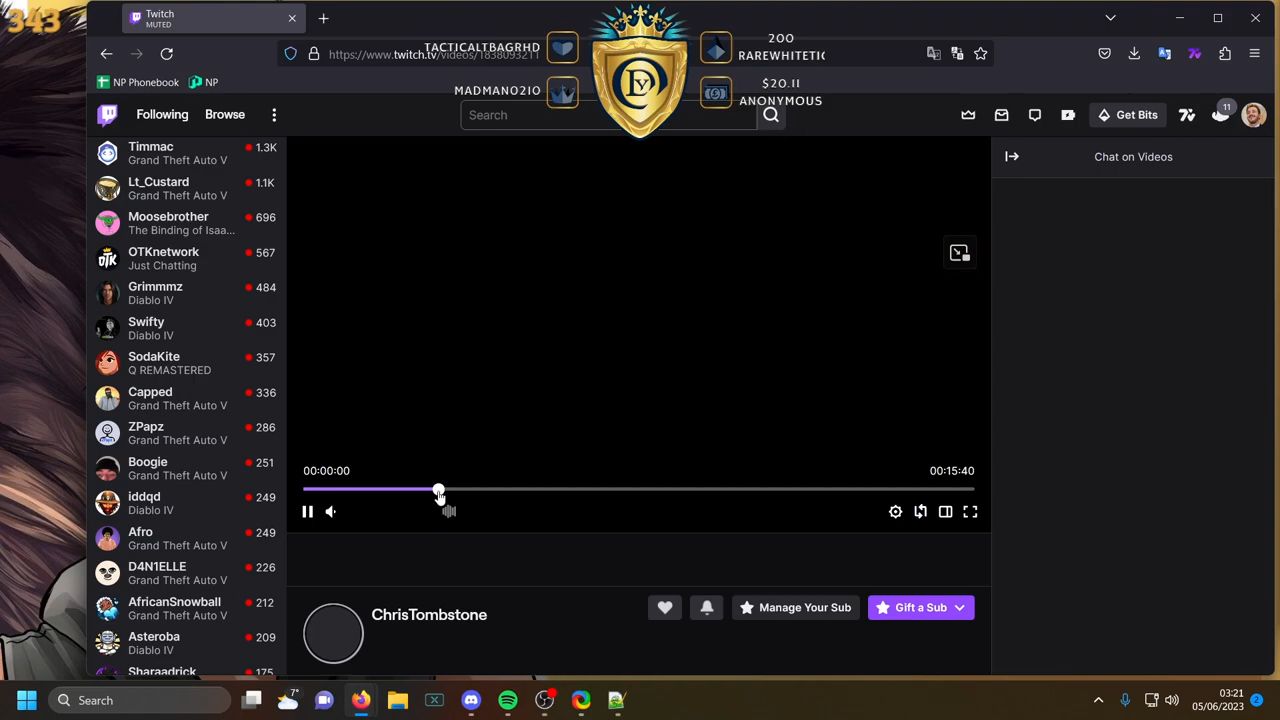 343
Twitch
MUTED
TACTICALTBAGRHD
MADMAN02IO
200
RAREWHITETIC
$20.11
ANONYMOUS
https://www.twitch.tv/videos/1838093211
NP Phonebook
NP
Following
Browse
Search
Get Bits
11
Timmac
Grand Theft Auto V
1.3K
Lt_Custard
Grand Theft Auto V
1.1K
Moosebrother
The Binding of Isaa...
696
OTKnetwork
Just Chatting
567
Grimmmz
Diablo IV
484
Swifty
Diablo IV
403
SodaKite
Q REMASTERED
357
Capped
Grand Theft Auto V
336
ZPapz
Grand Theft Auto V
286
Boogie
Grand Theft Auto V
251
iddqd
Diablo IV
249
Afro
Grand Theft Auto V
249
D4N1ELLE
Grand Theft Auto V
226
AfricanSnowball
Grand Theft Auto V
212
Asteroba
Diablo IV
209
Sharaadrick
175
00:00:00
00:15:40
ChrisTombstone
Manage Your Sub
Gift a Sub
Chat on Videos
Search
7°
03:21
05/06/2023
2